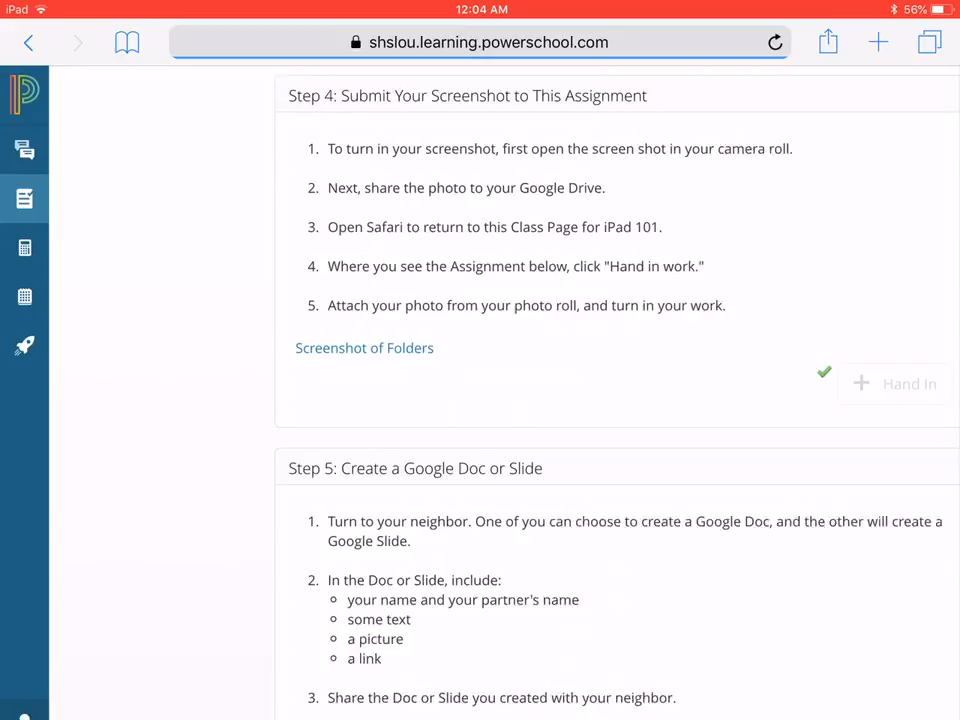 iPad 12:04 AM 56%
shslou.learning.powerschool.com
Step 4: Submit Your Screenshot to This Assignment
1. To turn in your screenshot, first open the screen shot in your camera roll.
2. Next, share the photo to your Google Drive.
3. Open Safari to return to this Class Page for iPad 101.
4. Where you see the Assignment below, click "Hand in work."
5. Attach your photo from your photo roll, and turn in your work.
Screenshot of Folders
+ Hand In
Step 5: Create a Google Doc or Slide
1. Turn to your neighbor. One of you can choose to create a Google Doc, and the other will create a
Google Slide.
2. In the Doc or Slide, include:
your name and your partner's name
some text
a picture
a link
3. Share the Doc or Slide you created with your neighbor.